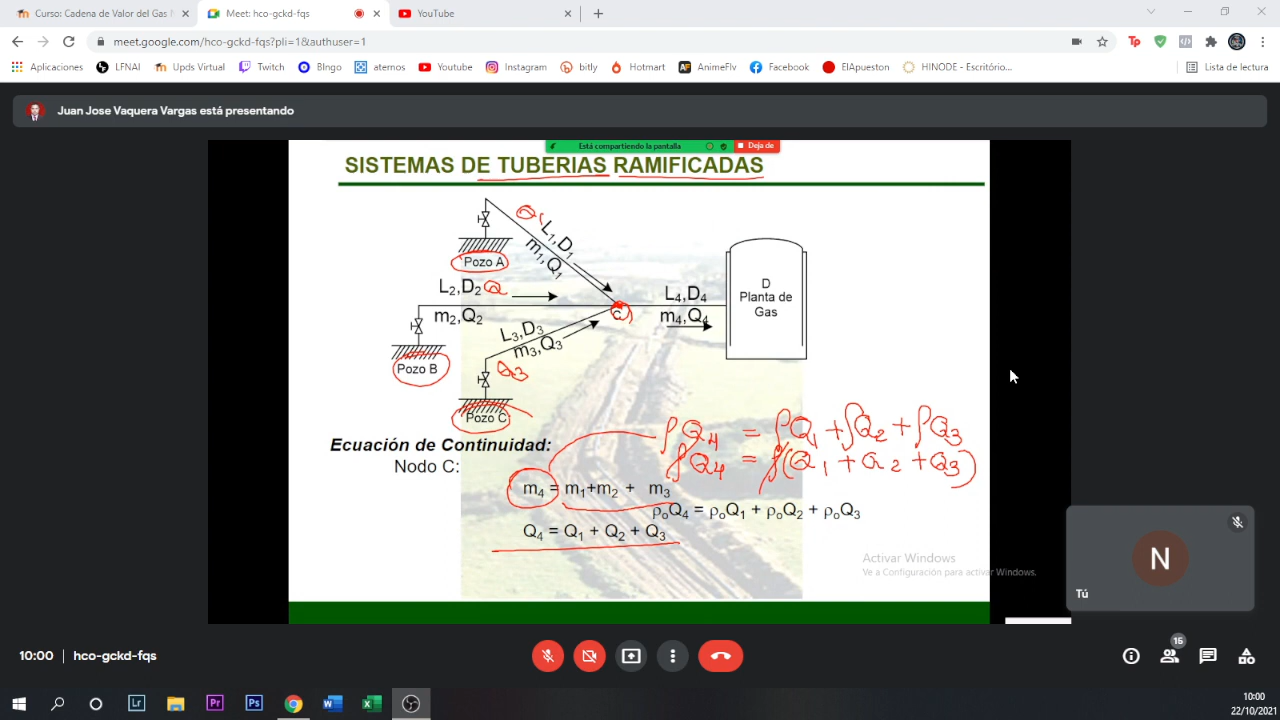 Curso: Cadena de Valor del Gas
Meet: hco-gckd-fqs
YouTube
meet.google.com/hco-gckd-fqs?pli=1&authuser=1
Aplicaciones
LFNAI
Upds Virtual
Twitch
BIngo
aternos
Youtube
Instagram
bitly
Hotmart
AnimeFlv
Facebook
ElApueston
HINODE - Escritório...
Lista de lectura
Juan Jose Vaquera Vargas está presentando
Está compartiendo la pantalla
Deja de
SISTEMAS DE TUBERIAS RAMIFICADAS
Q1
L1,D1
m1,Q1
Pozo A
L2,D2 Q
m2,Q2
C
L4,D4
m4,Q4
D
Planta de
Gas
L3,D3
m3,Q3
Q3
Pozo B
Pozo C
ρQ4 = ρQ1 + ρQ2 + ρQ3
ρQ4 = ρ(Q1 + Q2 + Q3)
Ecuación de Continuidad:
Nodo C:
m4 = m1+m2 + m3
ρoQ4 = ρoQ1 + ρoQ2 + ρoQ3
Q4 = Q1 + Q2 + Q3
Activar Windows
Ve a Configuración para activar Windows.
N
Tú
10:00 | hco-gckd-fqs
15
Lr
Pr
Ps
10:00
22/10/2021